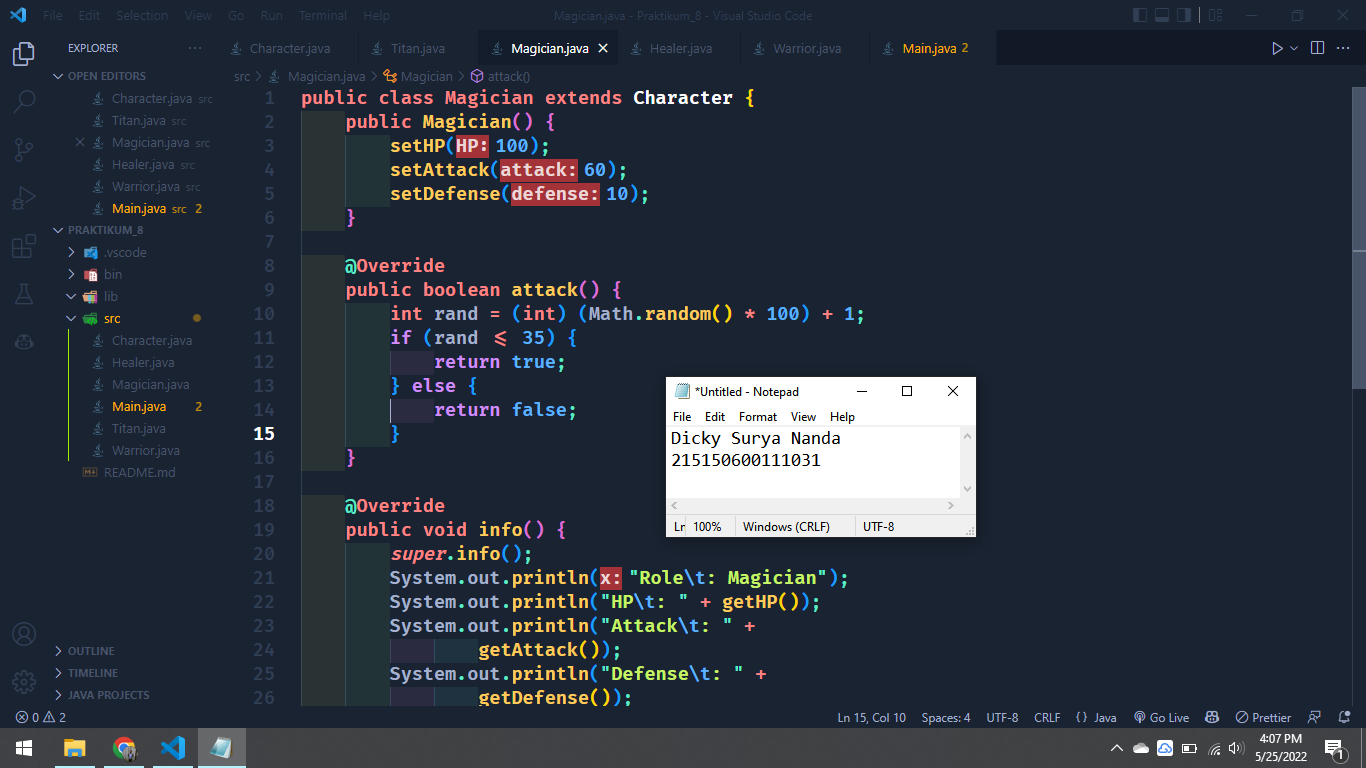 File Edit Selection View Go Run Terminal Help Magician.java - Praktikum_8 - Visual Studio Code
EXPLORER ···
Character.java Titan.java Magician.java Healer.java Warrior.java Main.java 2
OPEN EDITORS
Character.java src
Titan.java src
Magician.java src
Healer.java src
Warrior.java src
Main.java src 2
PRAKTIKUM_8
.vscode
bin
lib
src
Character.java
Healer.java
Magician.java
Main.java 2
Titan.java
Warrior.java
README.md
OUTLINE
TIMELINE
JAVA PROJECTS
src > Magician.java > Magician > attack()
1 public class Magician extends Character {
2 public Magician() {
3 setHP(HP: 100);
4 setAttack(attack: 60);
5 setDefense(defense: 10);
6 }
7
8 @Override
9 public boolean attack() {
10 int rand = (int) (Math.random() * 100) + 1;
11 if (rand <= 35) {
12 return true;
13 } else {
14 return false;
15 }
16 }
17
18 @Override
19 public void info() {
20 super.info();
21 System.out.println(x: "Role\t: Magician");
22 System.out.println("HP\t: " + getHP());
23 System.out.println("Attack\t: " +
24 getAttack());
25 System.out.println("Defense\t: " +
26 getDefense());
*Untitled - Notepad
File Edit Format View Help
Dicky Surya Nanda
215150600111031
Ln 100% Windows (CRLF) UTF-8
0 2 Ln 15, Col 10 Spaces: 4 UTF-8 CRLF {} Java Go Live Prettier
4:07 PM
5/25/2022
1